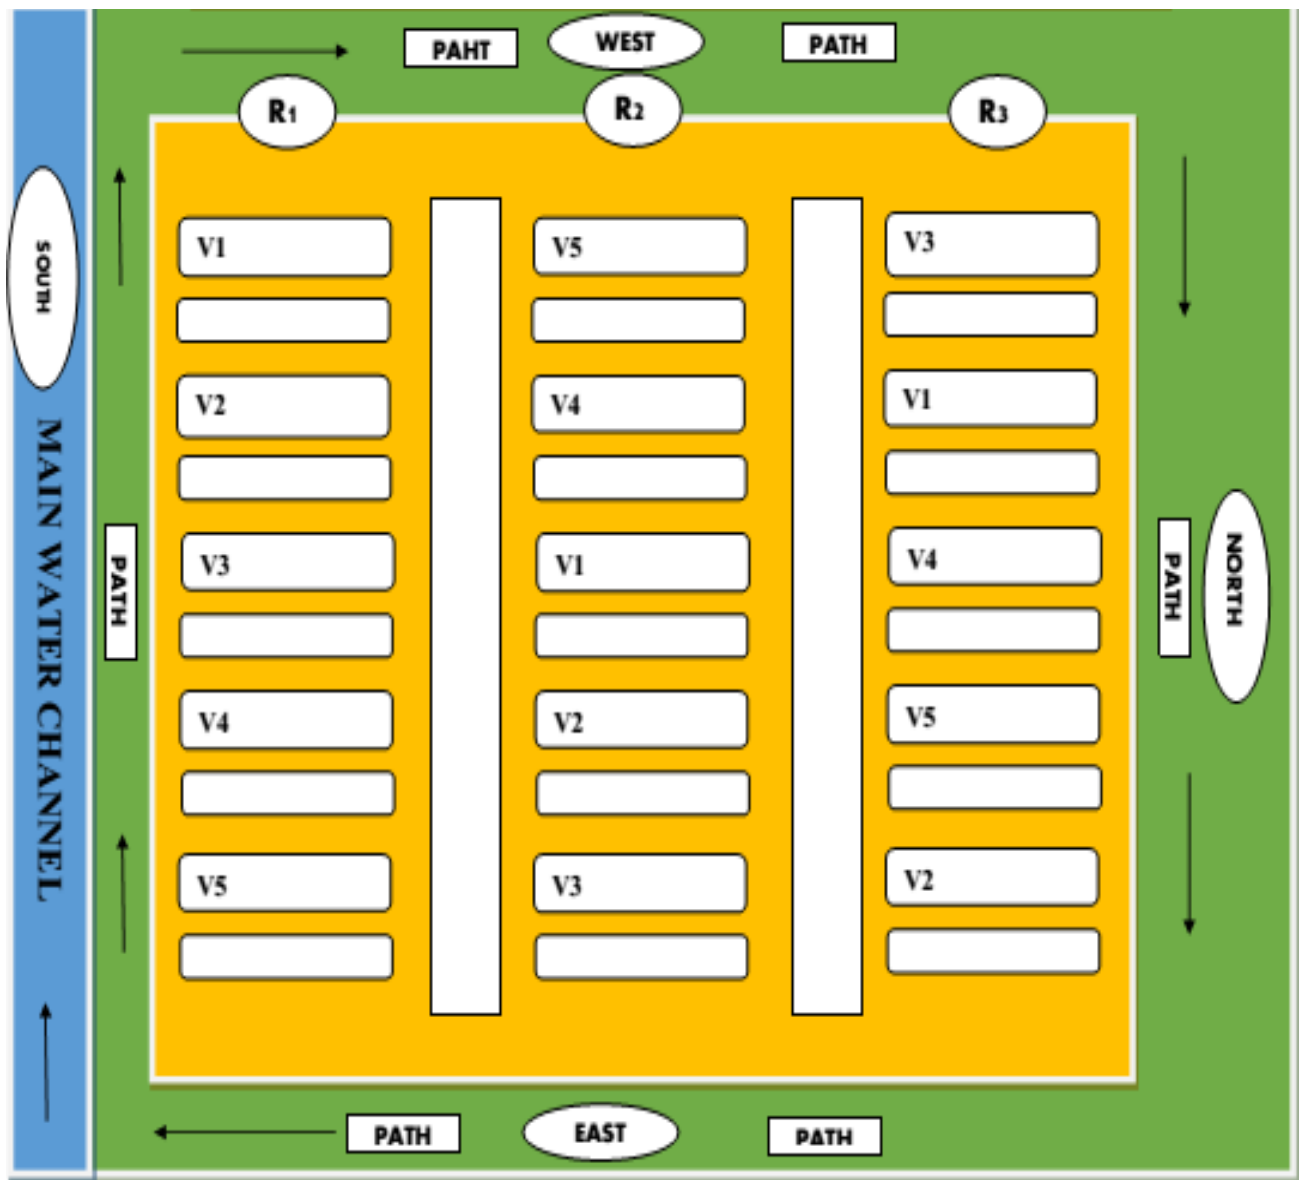 PAHT
WEST
PATH
R1
R2
R3
SOUTH
MAIN WATER CHANNEL
PATH
V1
V5
V3
V2
V4
V1
V3
V1
V4
V4
V2
V5
V5
V3
V2
PATH
NORTH
PATH
EAST
PATH